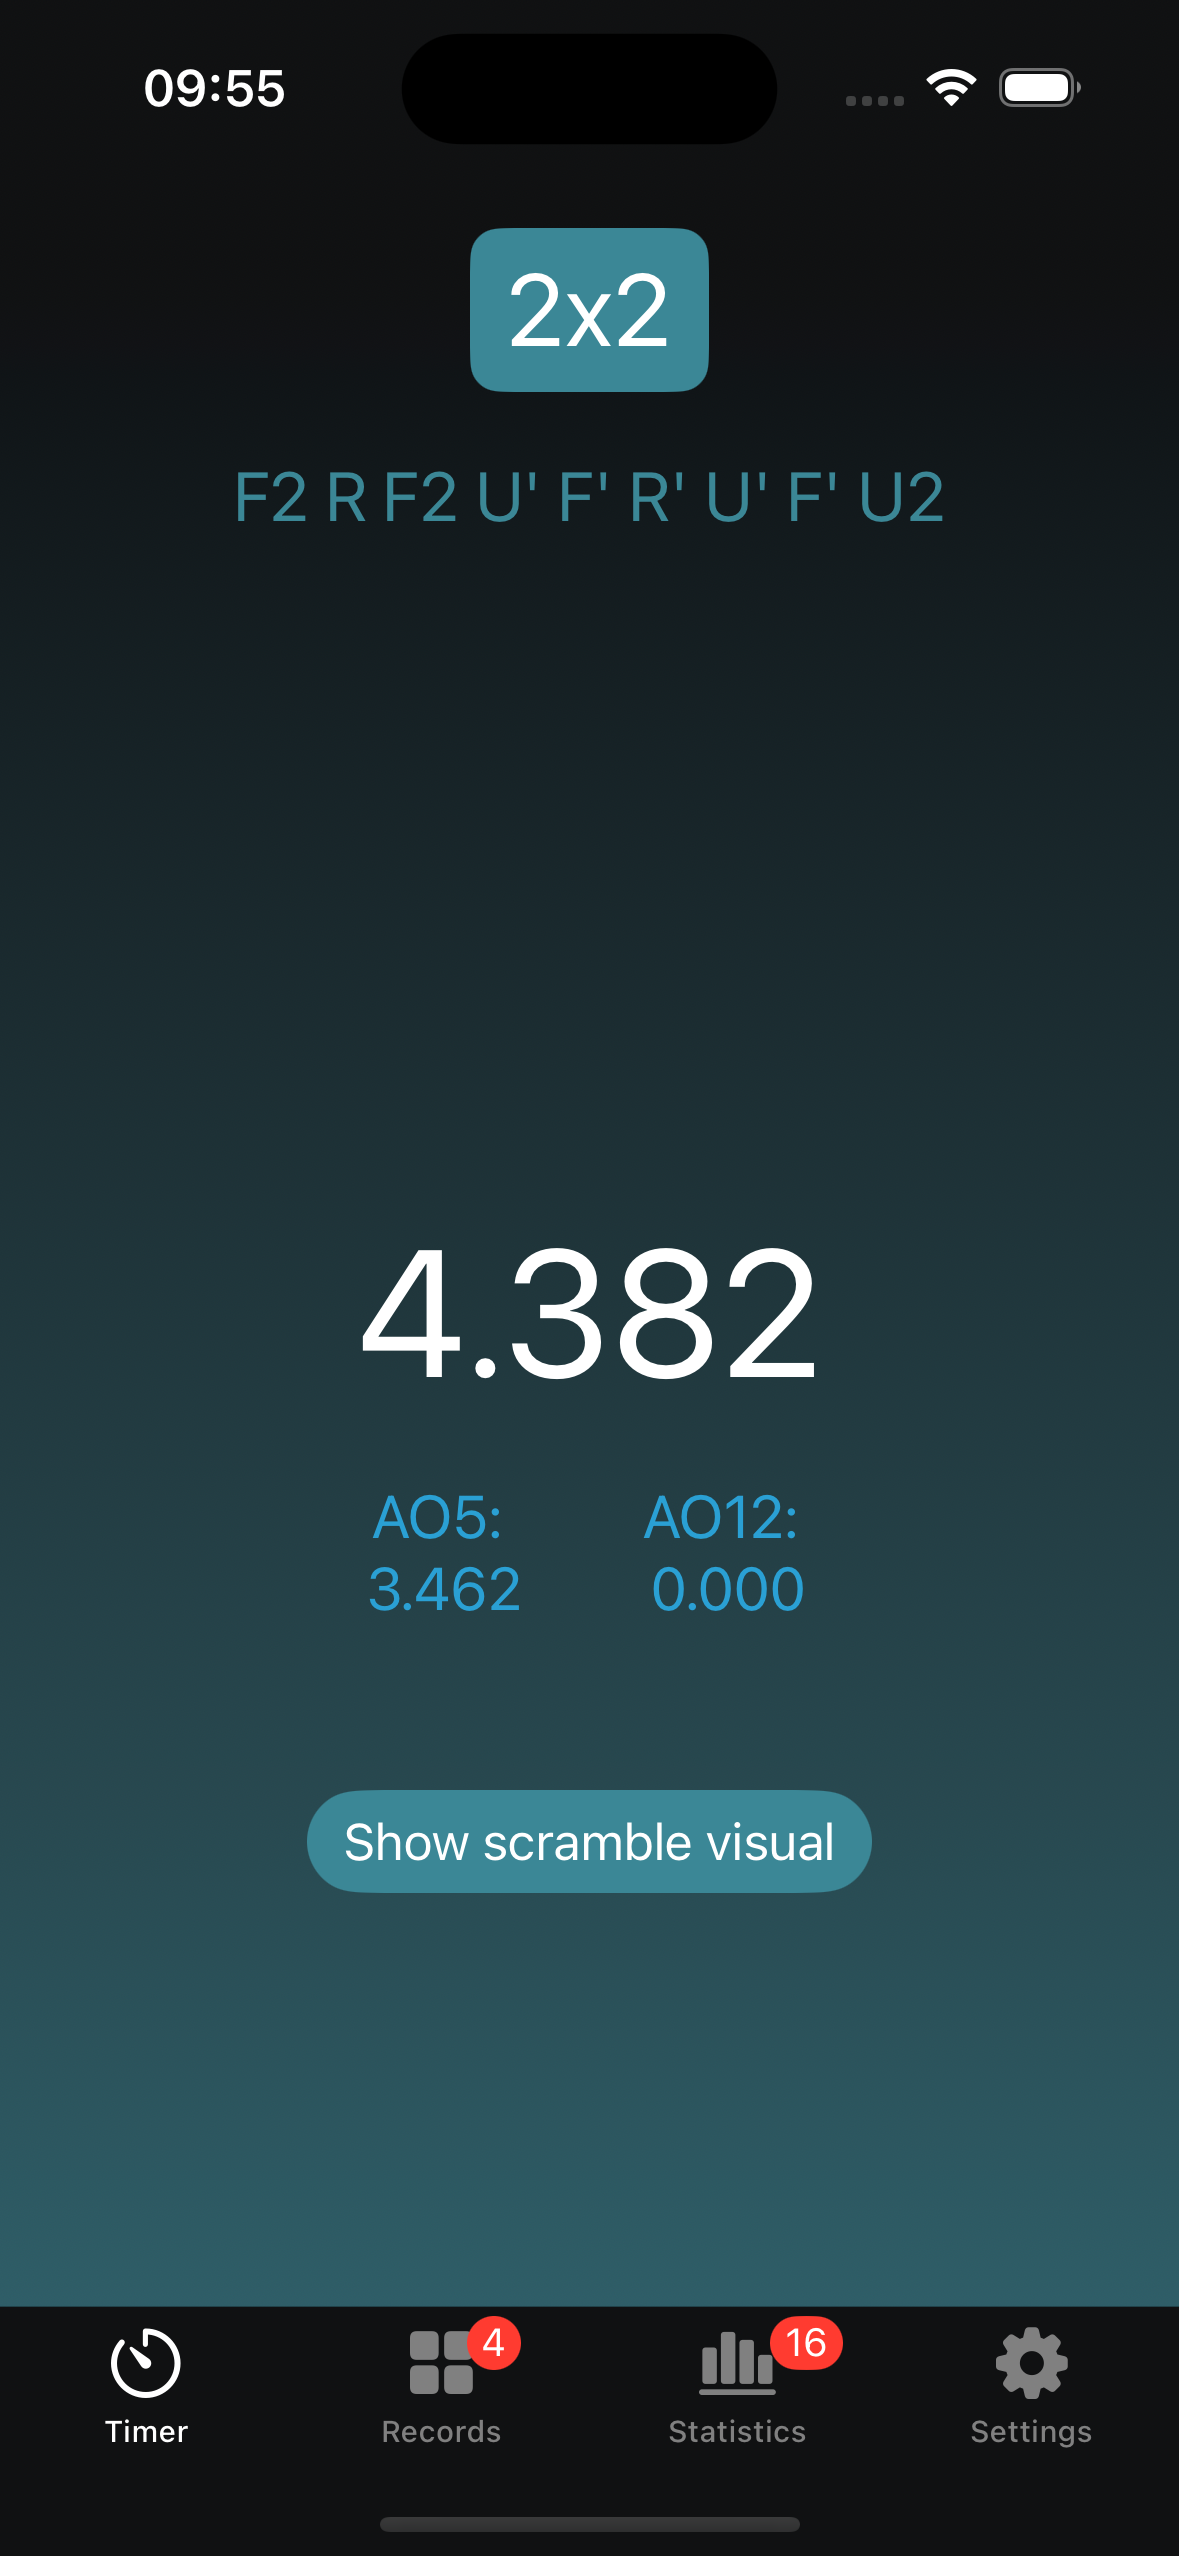 09:55
2x2
F2 R F2 U' F' R' U' F' U2
4.382
AO5: AO12:
3.462 0.000
Show scramble visual
4 16
Timer Records Statistics Settings